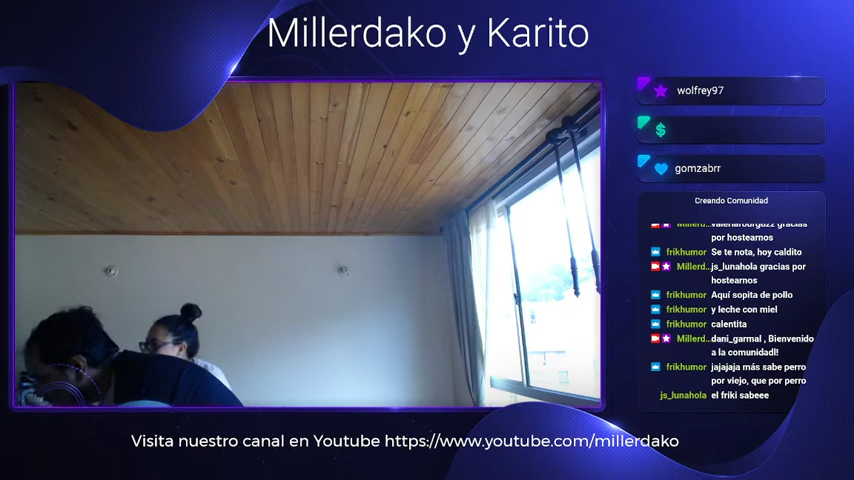 Millerdako y Karito
wolfrey97
$
gomzabrr
Creando Comunidad
por hostearnos
frikhumor Se te nota, hoy caldito
Millerd... js_lunahola gracias por
hostearnos
frikhumor Aquí sopita de pollo
frikhumor y leche con miel
frikhumor calentita
Millerd... dani_garmal , Bienvenido
a la comunidadl!
frikhumor jajajaja más sabe perro
por viejo, que por perro
js_lunahola el friki sabeee
Visita nuestro canal en Youtube https://www.youtube.com/millerdako